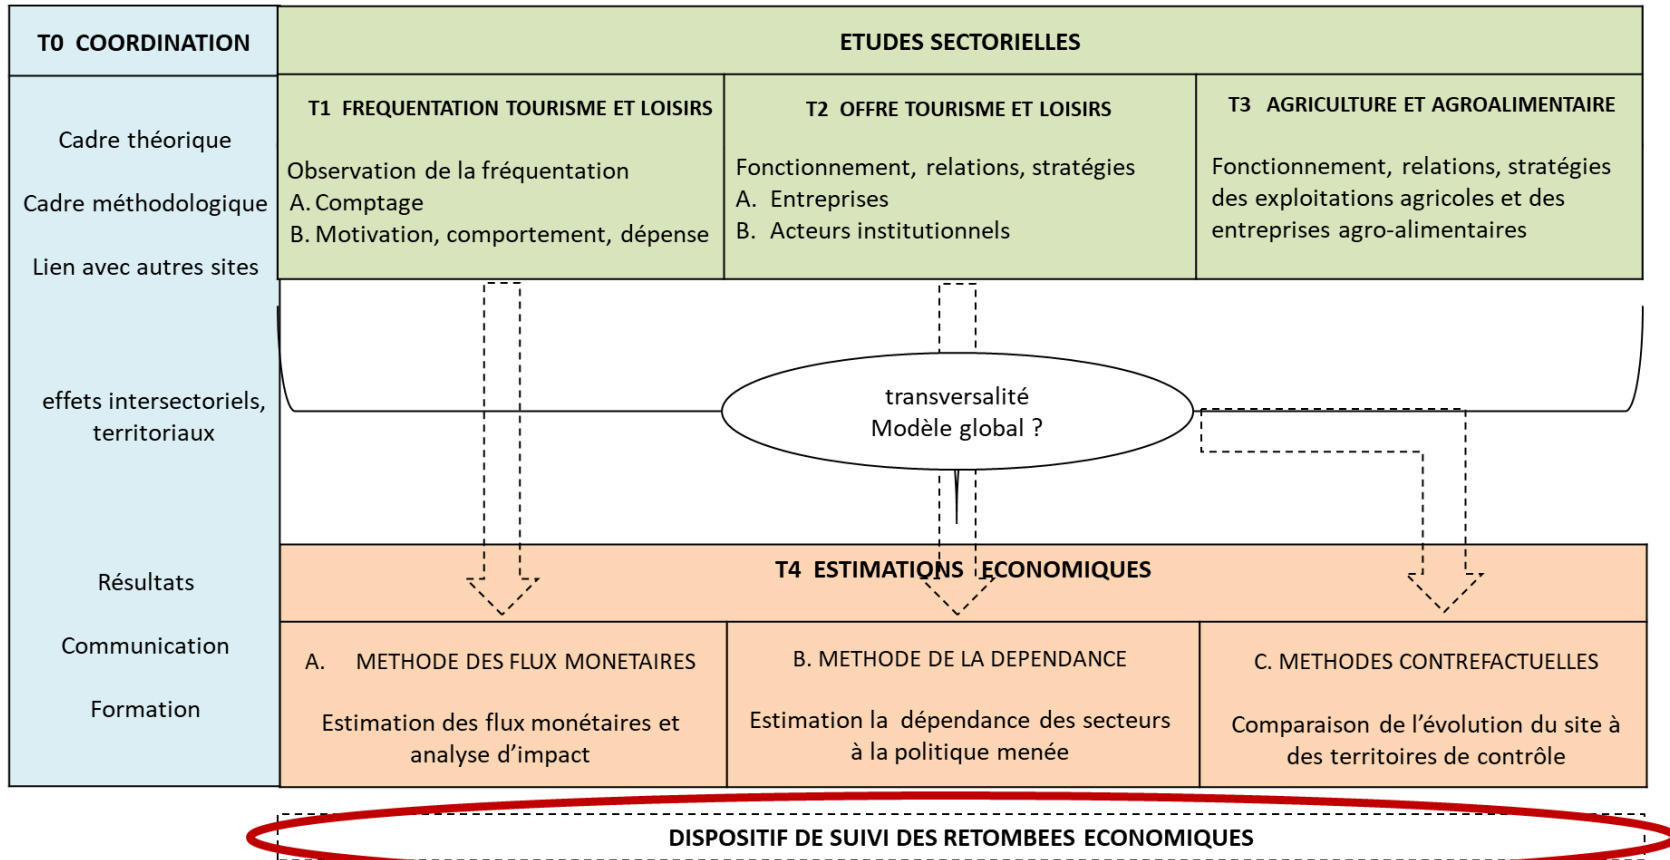 T0 COORDINATION
Cadre théorique
Cadre méthodologique
Lien avec autres sites
effets intersectoriels,
territoriaux
Résultats
Communication
Formation
ETUDES SECTORIELLES
T1 FREQUENTATION TOURISME ET LOISIRS
Observation de la fréquentation
A. Comptage
B. Motivation, comportement, dépense
T2 OFFRE TOURISME ET LOISIRS
Fonctionnement, relations, stratégies
A. Entreprises
B. Acteurs institutionnels
T3 AGRICULTURE ET AGROALIMENTAIRE
Fonctionnement, relations, stratégies
des exploitations agricoles et des
entreprises agro-alimentaires
transversalité
Modèle global ?
T4 ESTIMATIONS ECONOMIQUES
A. METHODE DES FLUX MONETAIRES
Estimation des flux monétaires et
analyse d’impact
B. METHODE DE LA DEPENDANCE
Estimation la dépendance des secteurs
à la politique menée
C. METHODES CONTREFACTUELLES
Comparaison de l’évolution du site à
des territoires de contrôle
DISPOSITIF DE SUIVI DES RETOMBEES ECONOMIQUES